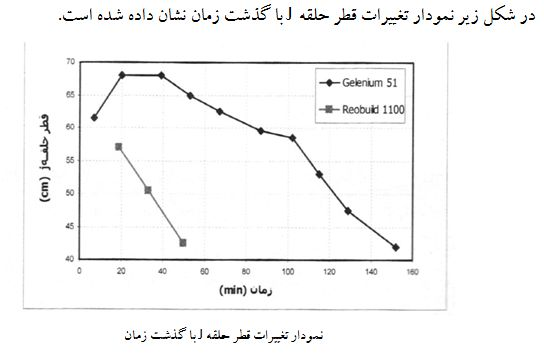 در شکل زیر نمودار تغییرات قطر حلقه J با گذشت زمان نشان داده شده است.
70
65
60
55
50
45
40
قطر حلقه‌ز (cm)
Gelenium 51
Reobuild 1100
0 20 40 60 80 100 120 140 160
زمان (min)
نمودار تغییرات قطر حلقه J با گذشت زمان